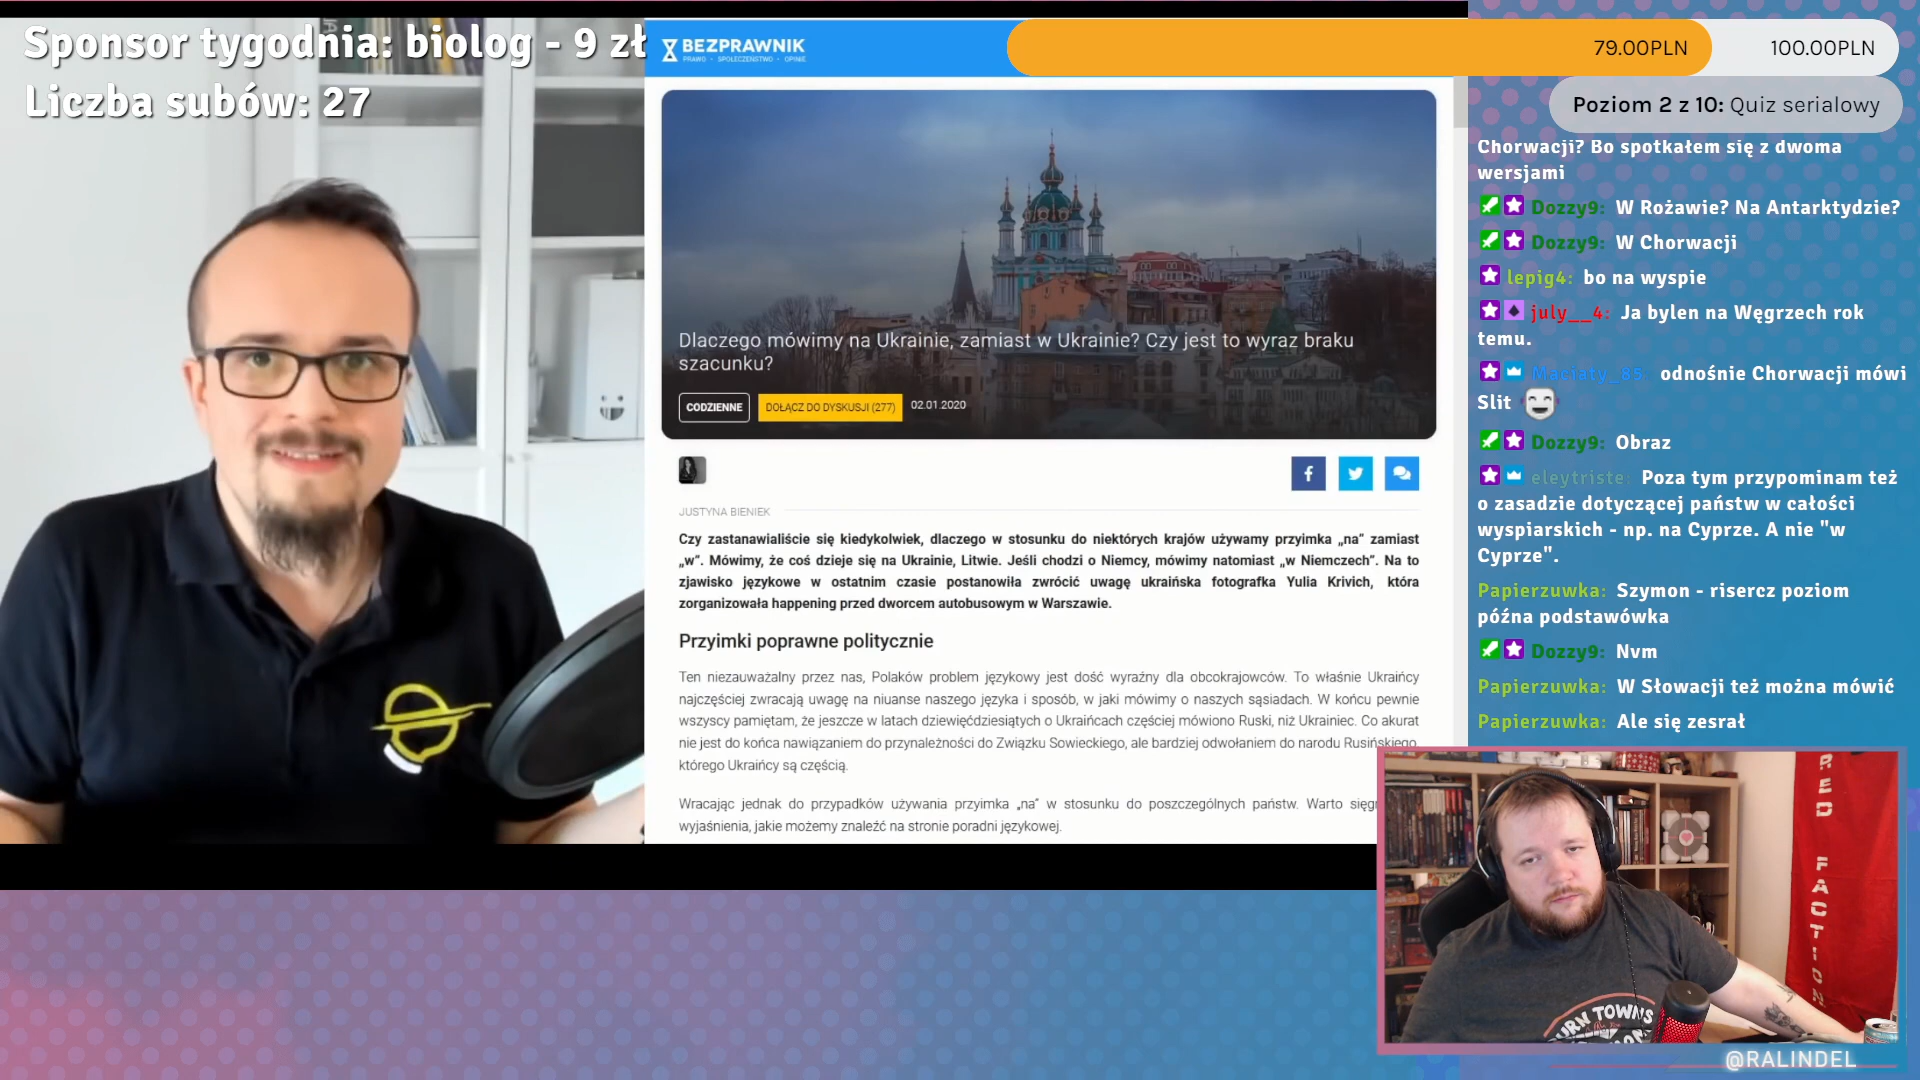 Sponsor tygodnia: biolog - 9 zł
Liczba subów: 27
BEZPRAWNIK
PRAWO • SPOŁECZEŃSTWO • OPINIE
79.00PLN
100.00PLN
Poziom 2 z 10: Quiz serialowy
Dlaczego mówimy na Ukrainie, zamiast w Ukrainie? Czy jest to wyraz braku
szacunku?
CODZIENNE
DOŁĄCZ DO DYSKUSJI (277)
02.01.2020
JUSTYNA BIENIEK
Czy zastanawialiście się kiedykolwiek, dlaczego w stosunku do niektórych krajów używamy przyimka „na” zamiast
„w”. Mówimy, że coś dzieje się na Ukrainie, Litwie. Jeśli chodzi o Niemcy, mówimy natomiast „w Niemczech”. Na to
zjawisko językowe w ostatnim czasie postanowiła zwrócić uwagę ukraińska fotografka Yulia Krivich, która
zorganizowała happening przed dworcem autobusowym w Warszawie.
Przyimki poprawne politycznie
Ten niezauważalny przez nas, Polaków problem językowy jest dość wyraźny dla obcokrajowców. To właśnie Ukraińcy
najczęściej zwracają uwagę na niuanse naszego języka i sposób, w jaki mówimy o naszych sąsiadach. W końcu pewnie
wszyscy pamiętam, że jeszcze w latach dziewięćdziesiątych o Ukraińcach częściej mówiono Ruski, niż Ukrainiec. Co akurat
nie jest do końca nawiązaniem do przynależności do Związku Sowieckiego, ale bardziej odwołaniem do narodu Rusińskiego,
którego Ukraińcy są częścią.
Wracając jednak do przypadków używania przyimka „na” w stosunku do poszczególnych państw. Warto
wyjaśnienia, jakie możemy znaleźć na stronie poradni językowej.
Chorwacji? Bo spotkałem się z dwoma
wersjami
Dozzy9: W Rożawie? Na Antarktydzie?
Dozzy9: W Chorwacji
lepig4: bo na wyspie
july__4: Ja bylen na Węgrzech rok
temu.
Maciaty_85: odnośnie Chorwacji mówi
Slit
Dozzy9: Obraz
eleytriste: Poza tym przypominam też
o zasadzie dotyczącej państw w całości
wyspiarskich - np. na Cyprze. A nie "w
Cyprze".
Papierzuwka: Szymon - risercz poziom
późna podstawówka
Dozzy9: Nvm
Papierzuwka: W Słowacji też można mówić
Papierzuwka: Ale się zesrał
RED FACTION
TOWNS
@RALINDEL